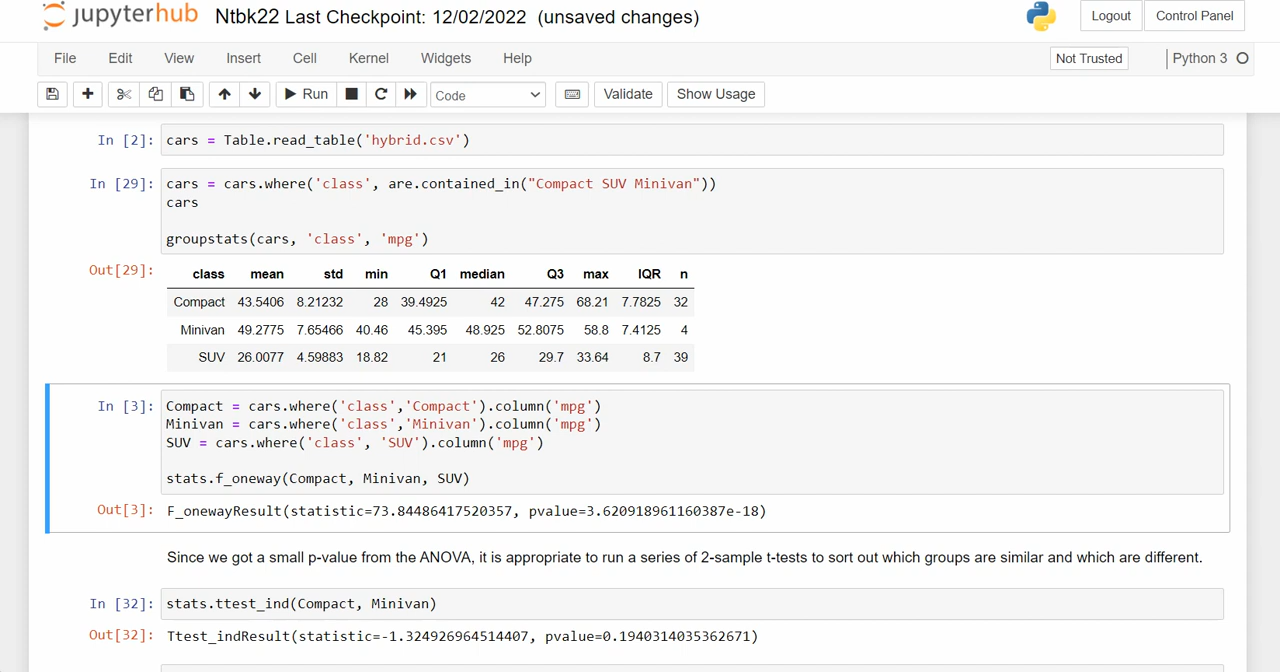 jupyterhub Ntbk22 Last Checkpoint: 12/02/2022 (unsaved changes) Logout Control Panel
File Edit View Insert Cell Kernel Widgets Help Not Trusted Python 3
Run Code Validate Show Usage
In [2]: cars = Table.read_table('hybrid.csv')
In [29]: cars = cars.where('class', are.contained_in("Compact SUV Minivan"))
cars
groupstats(cars, 'class', 'mpg')
Out[29]: class mean std min Q1 median Q3 max IQR n
Compact 43.5406 8.21232 28 39.4925 42 47.275 68.21 7.7825 32
Minivan 49.2775 7.65466 40.46 45.395 48.925 52.8075 58.8 7.4125 4
SUV 26.0077 4.59883 18.82 21 26 29.7 33.64 8.7 39
In [3]: Compact = cars.where('class','Compact').column('mpg')
Minivan = cars.where('class','Minivan').column('mpg')
SUV = cars.where('class', 'SUV').column('mpg')
stats.f_oneway(Compact, Minivan, SUV)
Out[3]: F_onewayResult(statistic=73.84486417520357, pvalue=3.620918961160387e-18)
Since we got a small p-value from the ANOVA, it is appropriate to run a series of 2-sample t-tests to sort out which groups are similar and which are different.
In [32]: stats.ttest_ind(Compact, Minivan)
Out[32]: Ttest_indResult(statistic=-1.324926964514407, pvalue=0.1940314035362671)